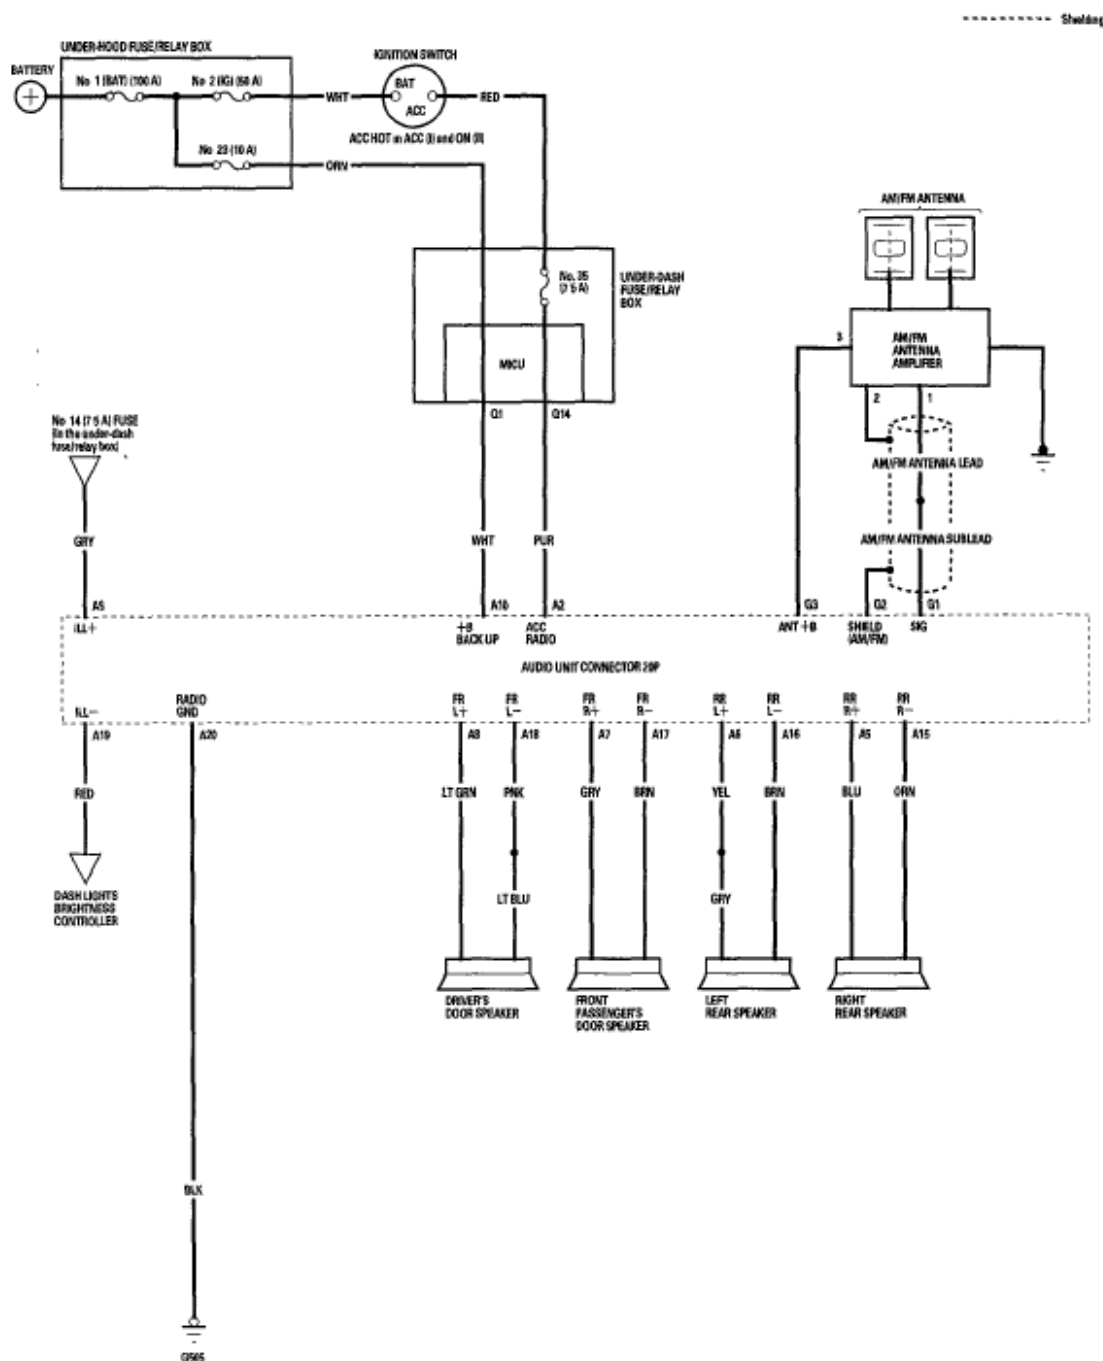 Shielding
UNDER-HOOD FUSE/RELAY BOX
BATTERY
No 1 (BAT) (100 A)
No 2 (IG) (50 A)
No 23 (10 A)
WHT
ORN
IGNITION SWITCH
BAT
ACC
RED
ACC HOT in ACC (I) and ON (II)
No. 35
(7 5 A)
UNDER-DASH
FUSE/RELAY
BOX
MICU
Q1
Q14
AM/FM ANTENNA
3
AM/FM
ANTENNA
AMPLIFIER
2
1
AM/FM ANTENNA LEAD
AM/FM ANTENNA SUBLEAD
No 14 (7 5 A) FUSE
(in the under-dash
fuse/relay box)
GRY
WHT
PUR
A10
A2
G3
G2
G1
ILL+
+B
BACK UP
ACC
RADIO
ANT +B
SHIELD
(AM/FM)
SIG
AUDIO UNIT CONNECTOR 20P
ILL−
RADIO
GND
FR
L+
FR
L−
FR
R+
FR
R−
RR
L+
RR
L−
RR
R+
RR
R−
A19
A20
A8
A18
A7
A17
A6
A16
A5
A15
RED
LT GRN
PNK
GRY
BRN
YEL
BRN
BLU
ORN
LT BLU
GRY
DASH LIGHTS
BRIGHTNESS
CONTROLLER
DRIVER'S
DOOR SPEAKER
FRONT
PASSENGER'S
DOOR SPEAKER
LEFT
REAR SPEAKER
RIGHT
REAR SPEAKER
BLK
G505